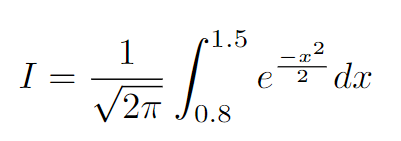 I = \frac{1}{\sqrt{2\pi}} \int_{0.8}^{1.5} e^{\frac{-x^2}{2}} dx